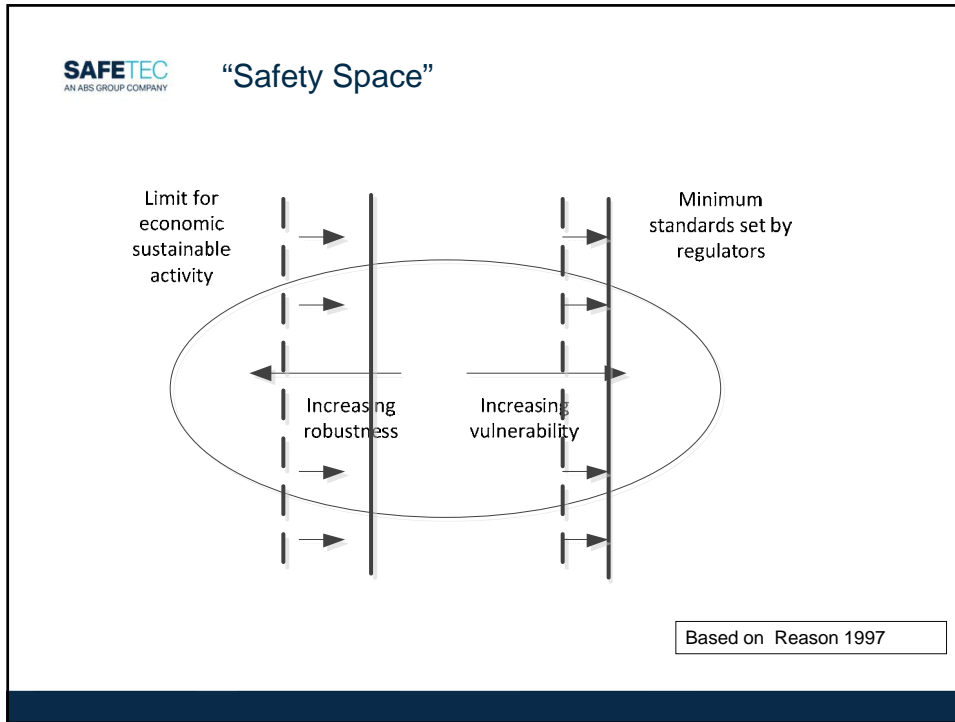 SAFETEC
AN ABS GROUP COMPANY
“Safety Space”
Limit for
economic
sustainable
activity
Minimum
standards set by
regulators
Increasing
robustness
Increasing
vulnerability
Based on  Reason 1997